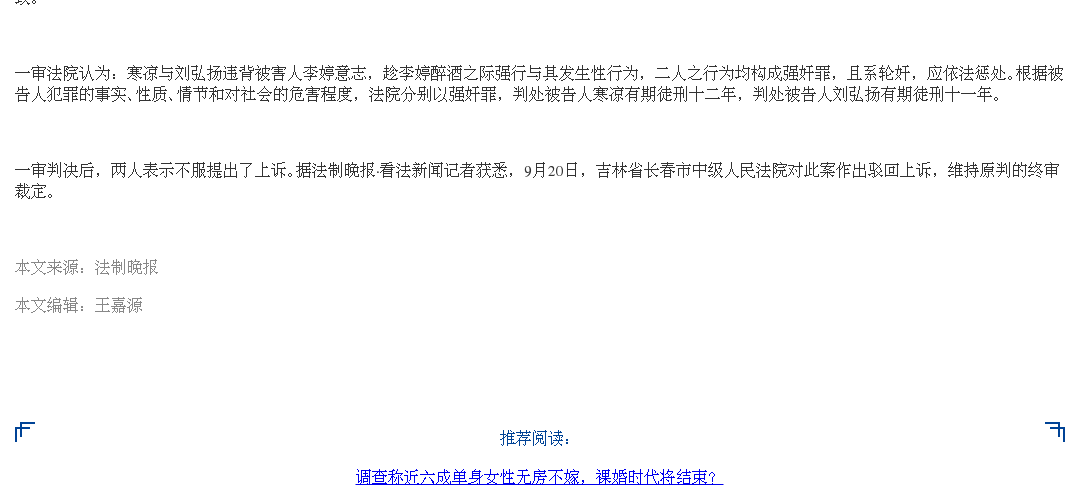 一审法院认为：寒凉与刘弘扬违背被害人李婷意志，趁李婷醉酒之际强行与其发生性行为，二人之行为均构成强奸罪，且系轮奸，应依法惩处。根据被
告人犯罪的事实、性质、情节和对社会的危害程度，法院分别以强奸罪，判处被告人寒凉有期徒刑十二年，判处被告人刘弘扬有期徒刑十一年。
一审判决后，两人表示不服提出了上诉。据法制晚报·看法新闻记者获悉，9月20日，吉林省长春市中级人民法院对此案作出驳回上诉，维持原判的终审
裁定。
本文来源：法制晚报
本文编辑：王嘉源
推荐阅读：
调查称近六成单身女性无房不嫁，裸婚时代将结束？